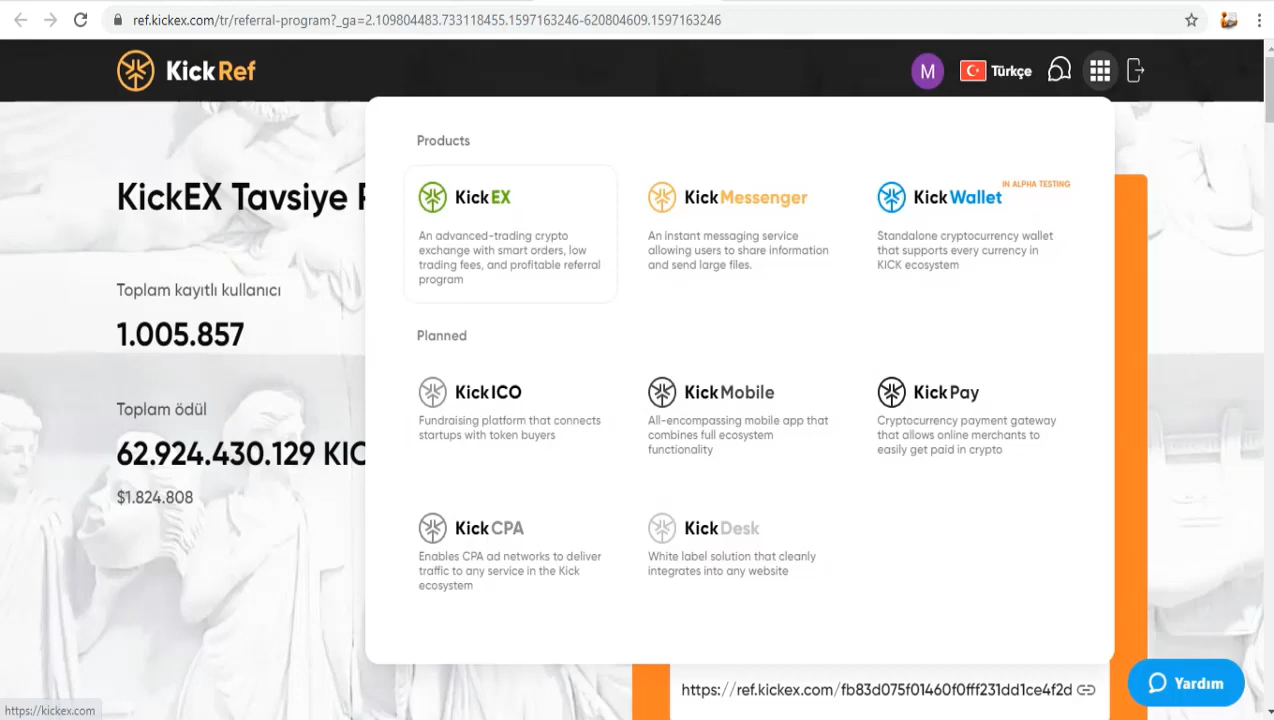 ref.kickex.com/tr/referral-program?_ga=2.109804483.733118455.1597163246-620804609.1597163246
KickRef
M
Türkçe
KickEX Tavsiye P
Toplam kayıtlı kullanıcı
1.005.857
Toplam ödül
62.924.430.129 KIC
$1.824.808
Products
KickEX
An advanced-trading crypto
exchange with smart orders, low
trading fees, and profitable referral
program
KickMessenger
An instant messaging service
allowing users to share information
and send large files.
IN ALPHA TESTING
KickWallet
Standalone cryptocurrency wallet
that supports every currency in
KICK ecosystem
Planned
KickICO
Fundraising platform that connects
startups with token buyers
KickMobile
All-encompassing mobile app that
combines full ecosystem
functionality
KickPay
Cryptocurrency payment gateway
that allows online merchants to
easily get paid in crypto
KickCPA
Enables CPA ad networks to deliver
traffic to any service in the Kick
ecosystem
KickDesk
White label solution that cleanly
integrates into any website
https://ref.kickex.com/fb83d075f01460f0fff231dd1ce4f2d
Yardım
https://kickex.com